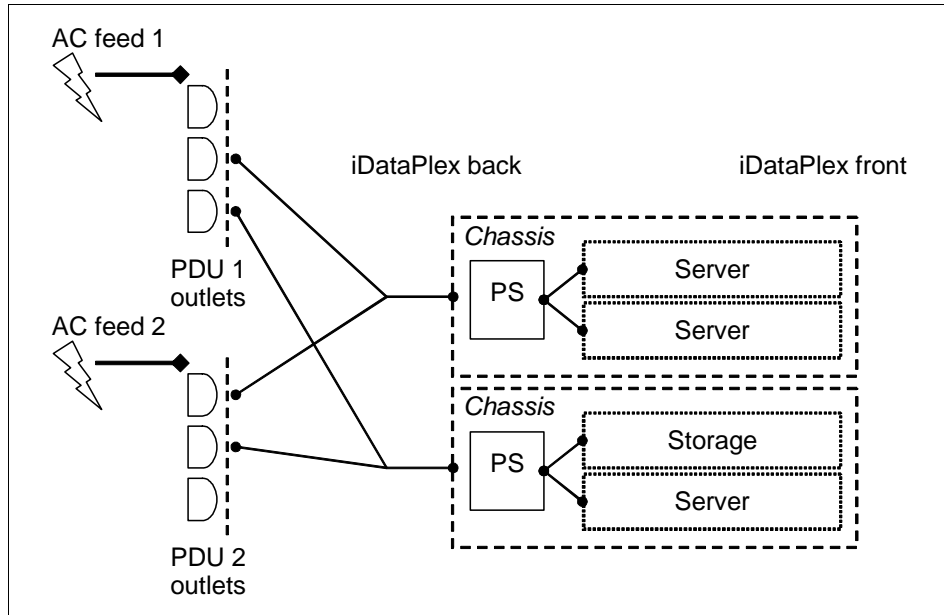 AC feed 1
PDU 1
outlets
AC feed 2
PDU 2
outlets
iDataPlex back
iDataPlex front
Chassis
PS
Server
Server
Chassis
PS
Storage
Server